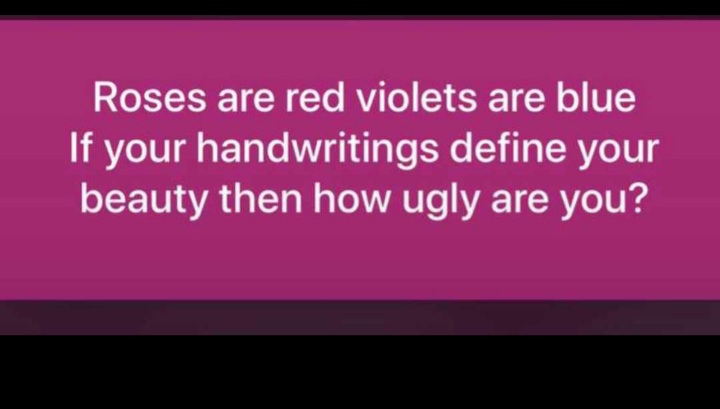 Roses are red violets are blue
If your handwritings define your
beauty then how ugly are you?